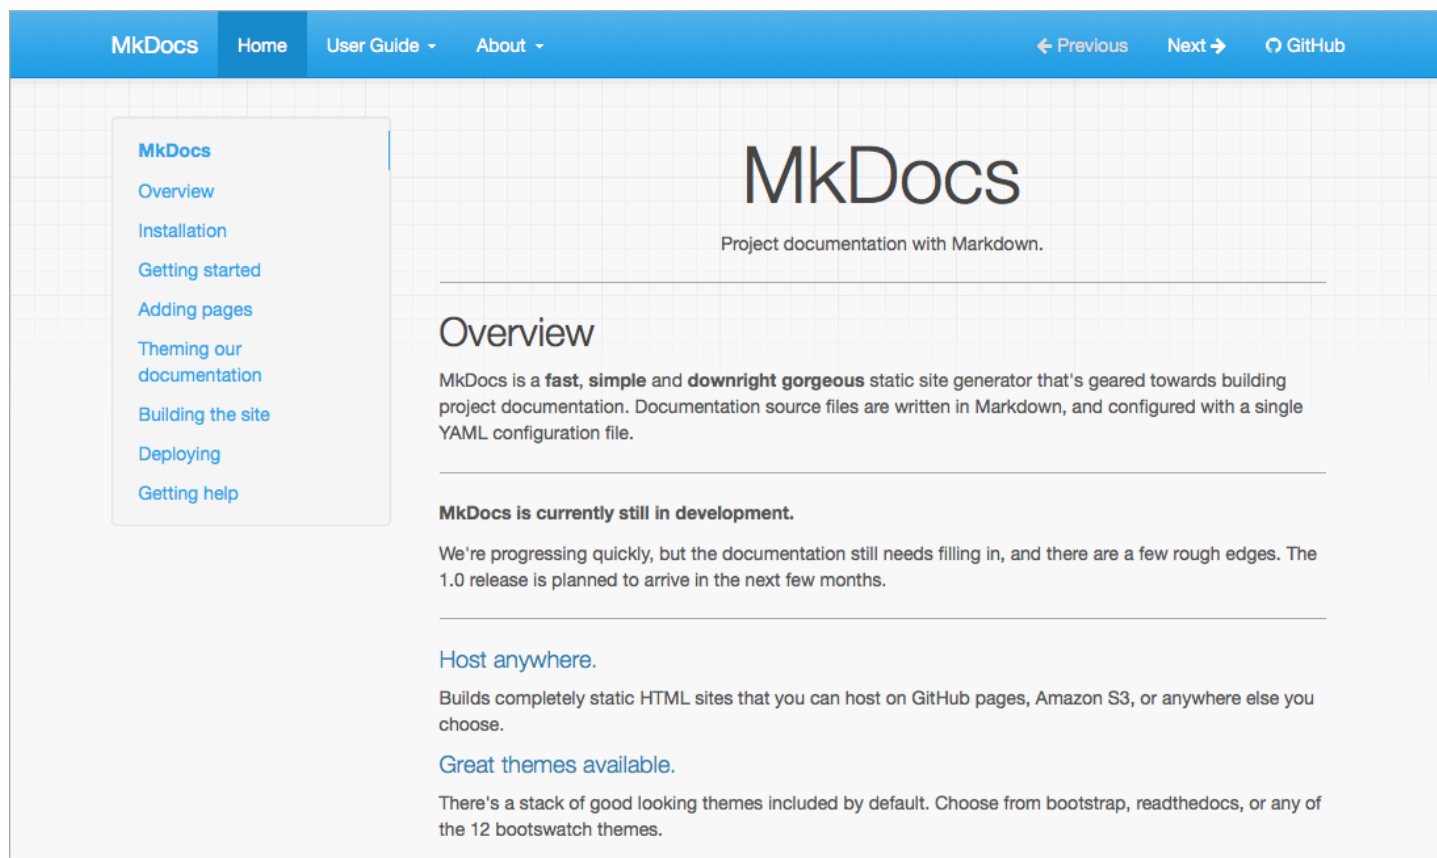 MkDocs Home User Guide About Previous Next GitHub
MkDocs
Overview
Installation
Getting started
Adding pages
Theming our
documentation
Building the site
Deploying
Getting help
MkDocs
Project documentation with Markdown.
Overview
MkDocs is a fast, simple and downright gorgeous static site generator that's geared towards building
project documentation. Documentation source files are written in Markdown, and configured with a single
YAML configuration file.
MkDocs is currently still in development.
We're progressing quickly, but the documentation still needs filling in, and there are a few rough edges. The
1.0 release is planned to arrive in the next few months.
Host anywhere.
Builds completely static HTML sites that you can host on GitHub pages, Amazon S3, or anywhere else you
choose.
Great themes available.
There's a stack of good looking themes included by default. Choose from bootstrap, readthedocs, or any of
the 12 bootswatch themes.